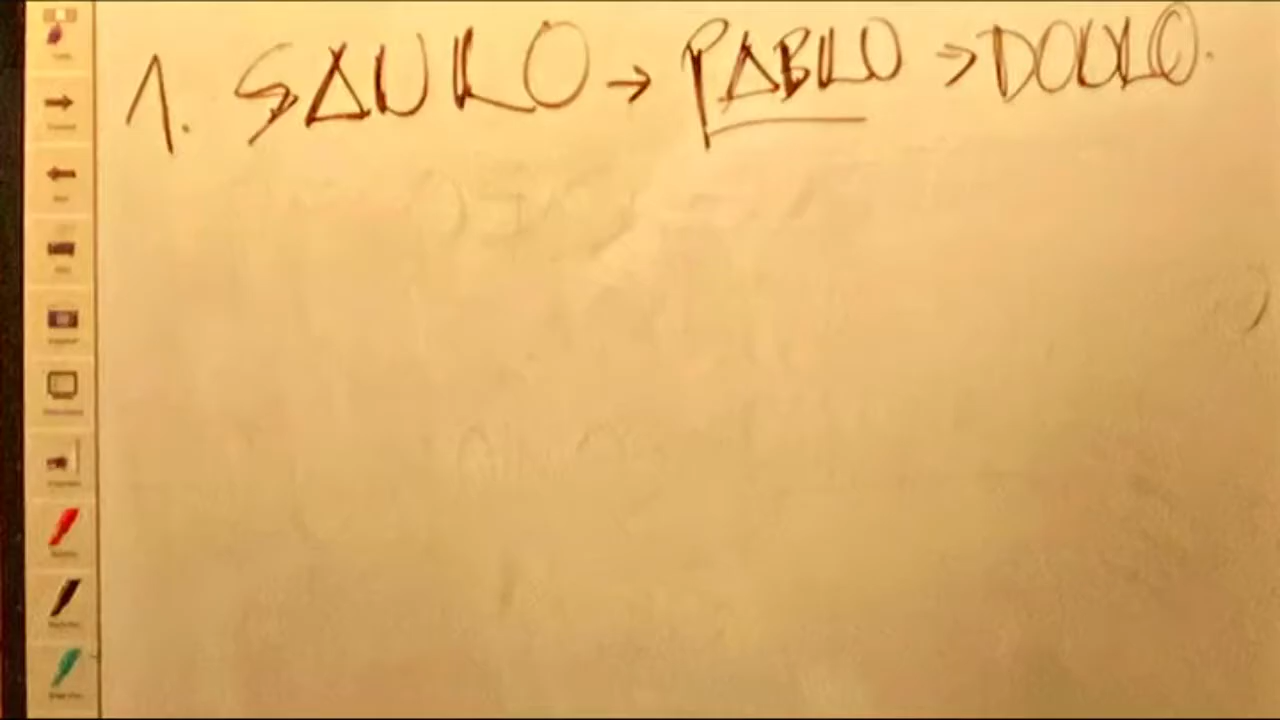 1. SAULO → PABLO → DOULO.